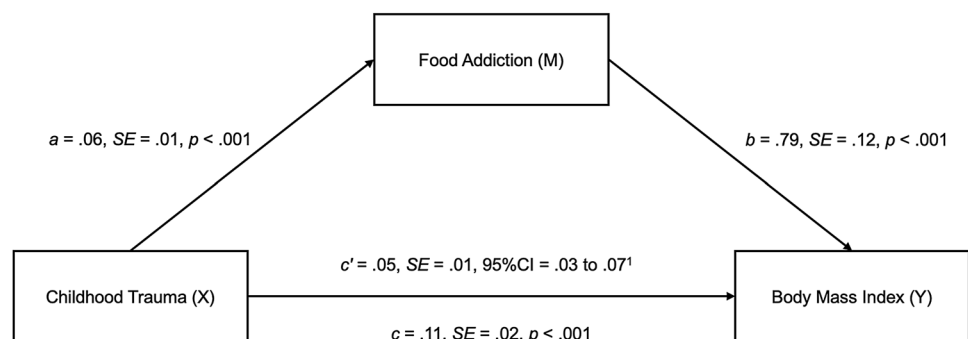 Food Addiction (M)
a = .06, SE = .01, p < .001
b = .79, SE = .12, p < .001
c′ = .05, SE = .01, 95%CI = .03 to .07¹
Childhood Trauma (X)
Body Mass Index (Y)
c = .11, SE = .02, p < .001